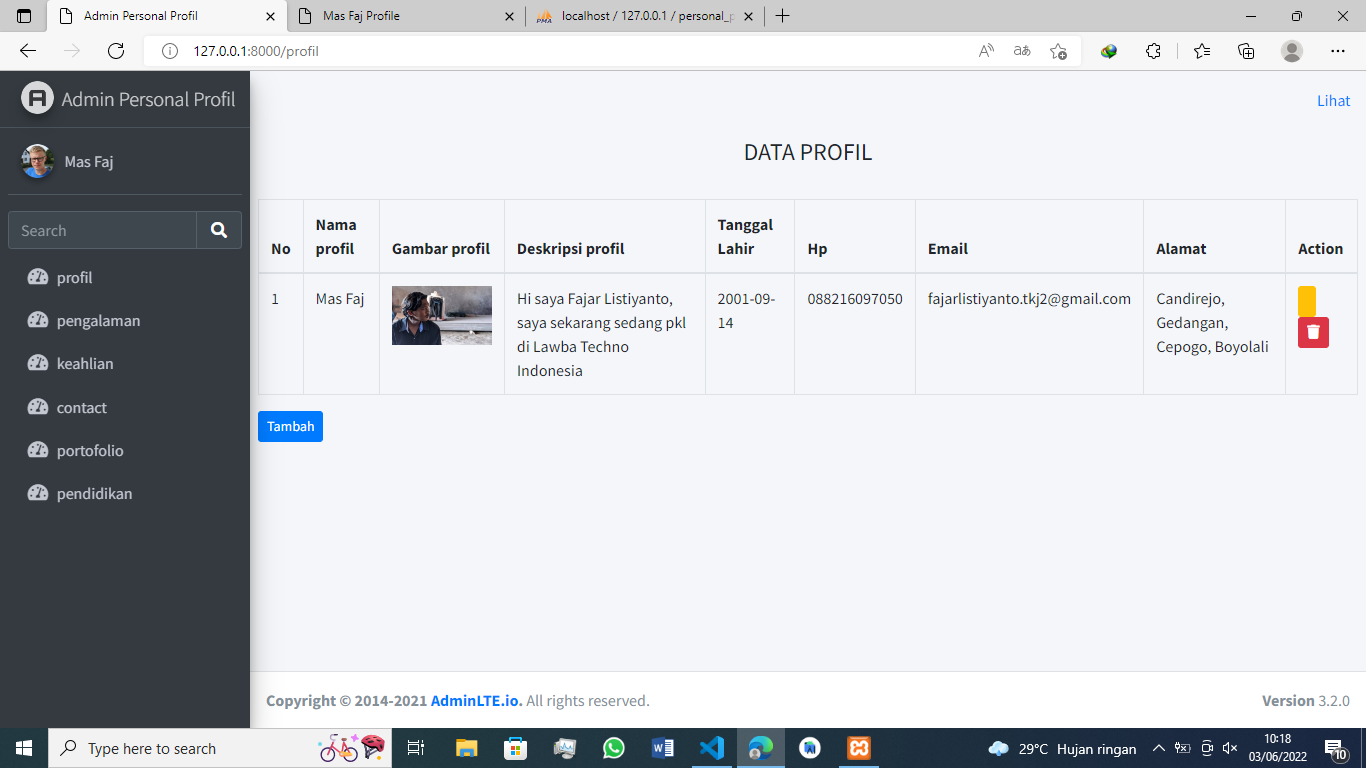 Admin Personal Profil
Mas Faj Profile
PMA
localhost / 127.0.0.1 / personal_p
127.0.0.1:8000/profil
Admin Personal Profil
Lihat
Mas Faj
Search
profil
pengalaman
keahlian
contact
portofolio
pendidikan
DATA PROFIL
No
Nama
profil
Gambar profil
Deskripsi profil
Tanggal
Lahir
Hp
Email
Alamat
Action
1
Mas Faj
Hi saya Fajar Listiyanto,
saya sekarang sedang pkl
di Lawba Techno
Indonesia
2001-09-
14
088216097050
fajarlistiyanto.tkj2@gmail.com
Candirejo,
Gedangan,
Cepogo, Boyolali
Tambah
Copyright © 2014-2021 AdminLTE.io. All rights reserved.
Version 3.2.0
Type here to search
29°C Hujan ringan
10:18
03/06/2022
10